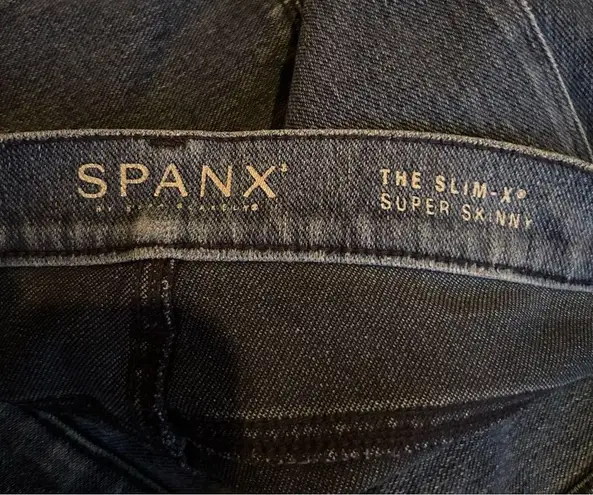 SPANX®
THE SLIM-X®
SUPER SKINNY